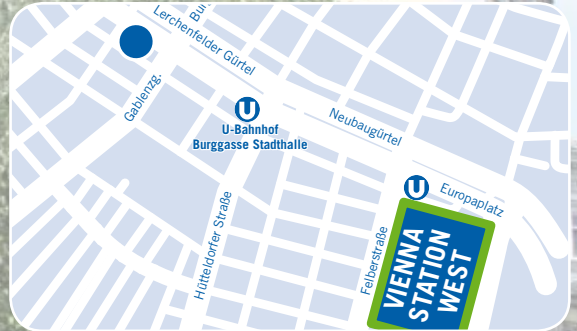 Lerchenfelder Gürtel
Gablenzg.
U
U-Bahnhof
Burggasse Stadthalle
Neubaugürtel
U
Europaplatz
Hütteldorfer Straße
Felberstraße
VIENNA
STATION
WEST